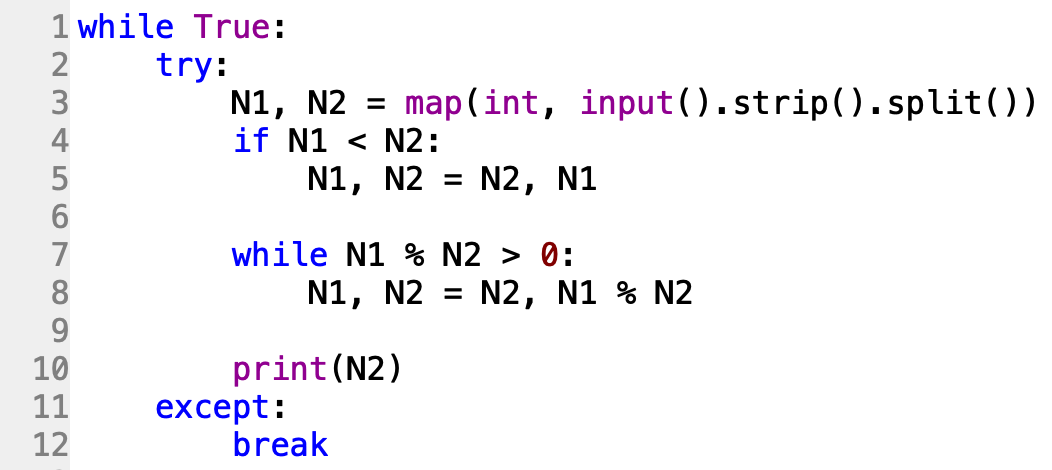 1 while True:
2     try:
3         N1, N2 = map(int, input().strip().split())
4         if N1 < N2:
5             N1, N2 = N2, N1
6
7         while N1 % N2 > 0:
8             N1, N2 = N2, N1 % N2
9
10         print(N2)
11     except:
12         break